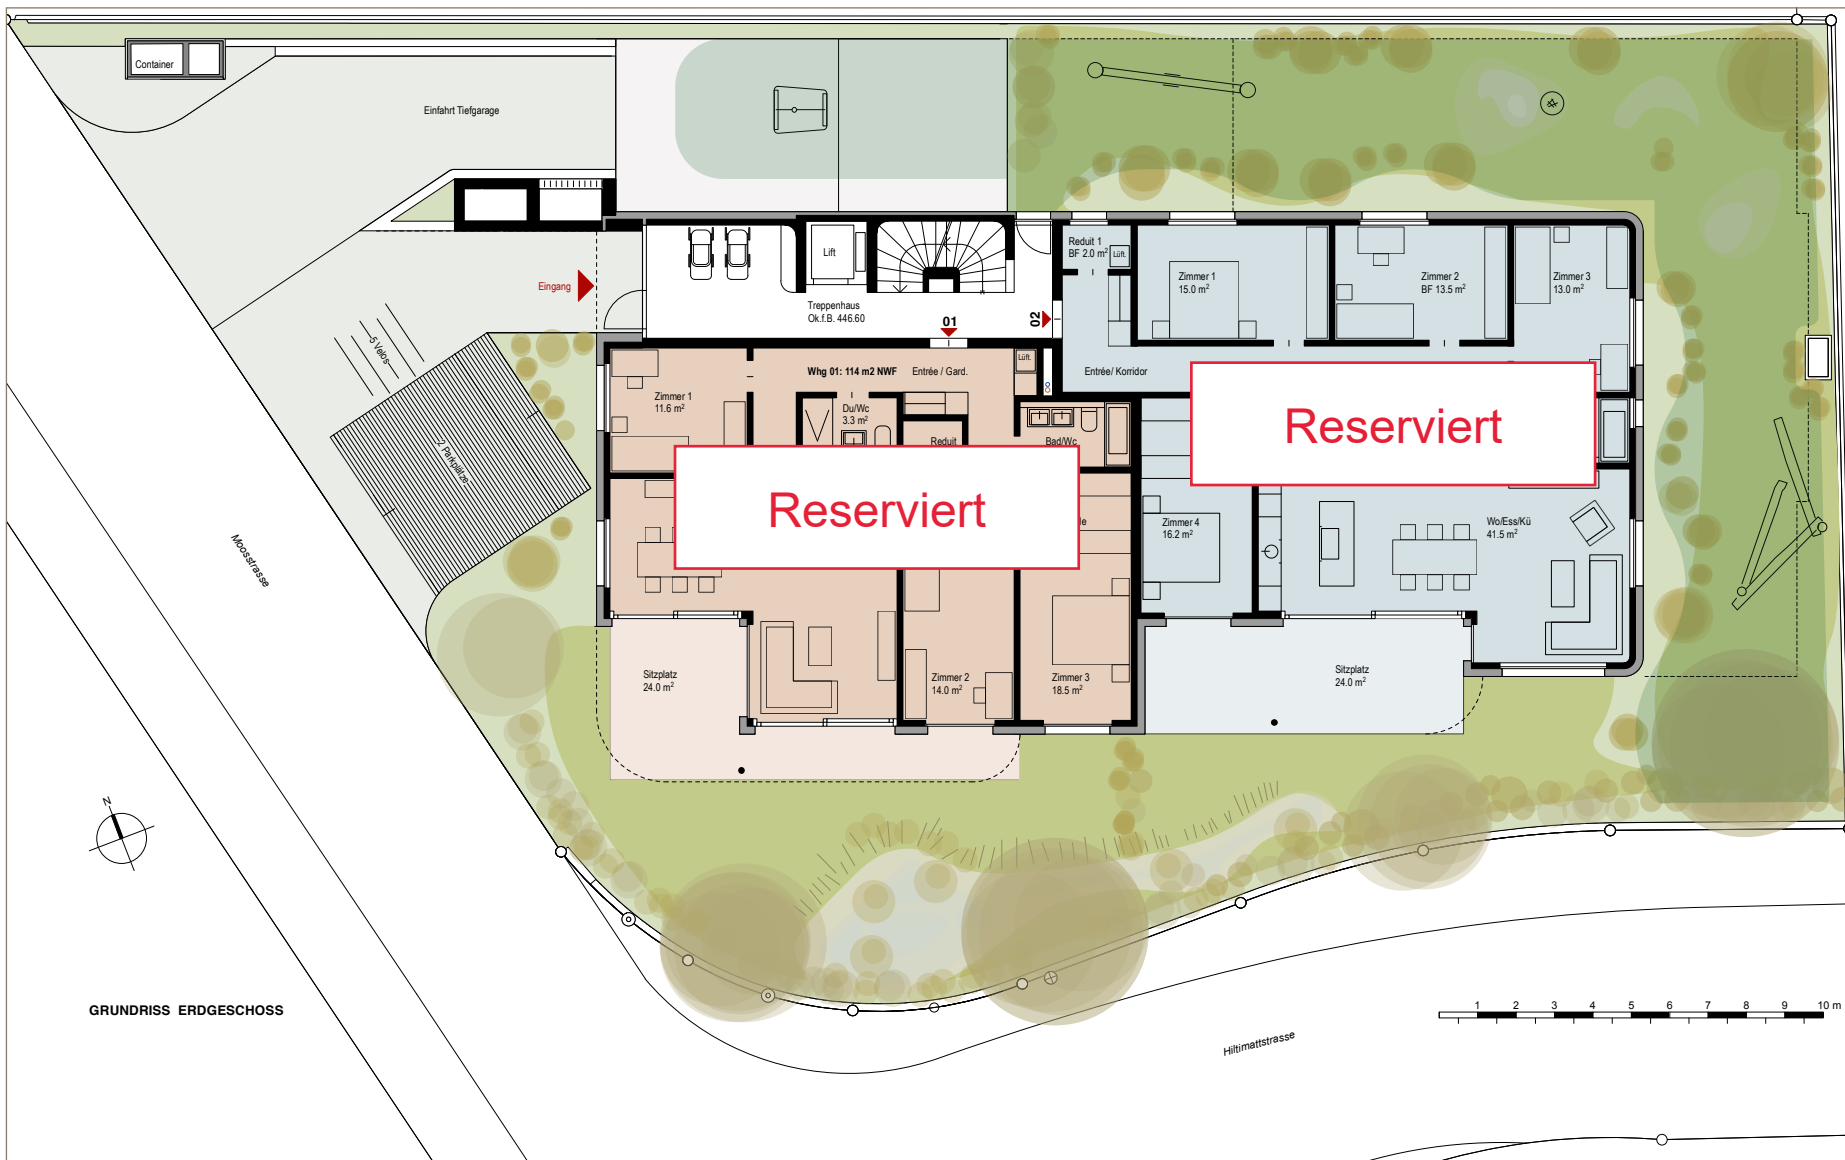 Container
Einfahrt Tiefgarage
Eingang
5 Velos
2 Parkplätze
Moosstrasse
Lift
Treppenhaus
Ok.f.B. 446.60
01
02
Reduit 1
BF 2.0 m²
Lüft.
Zimmer 1
15.0 m²
Zimmer 2
BF 13.5 m²
Zimmer 3
13.0 m²
Entrée/ Korridor
Reserviert
Zimmer 4
16.2 m²
Wo/Ess/Kü
41.5 m²
Sitzplatz
24.0 m²
Whg 01: 114 m2 NWF
Entrée / Gard.
Lüft.
Zimmer 1
11.6 m²
Du/Wc
3.3 m²
Reduit
Bad/Wc
Reserviert
Zimmer 2
14.0 m²
Zimmer 3
18.5 m²
Sitzplatz
24.0 m²
N
GRUNDRISS ERDGESCHOSS
Hiltimattstrasse
1 2 3 4 5 6 7 8 9 10 m